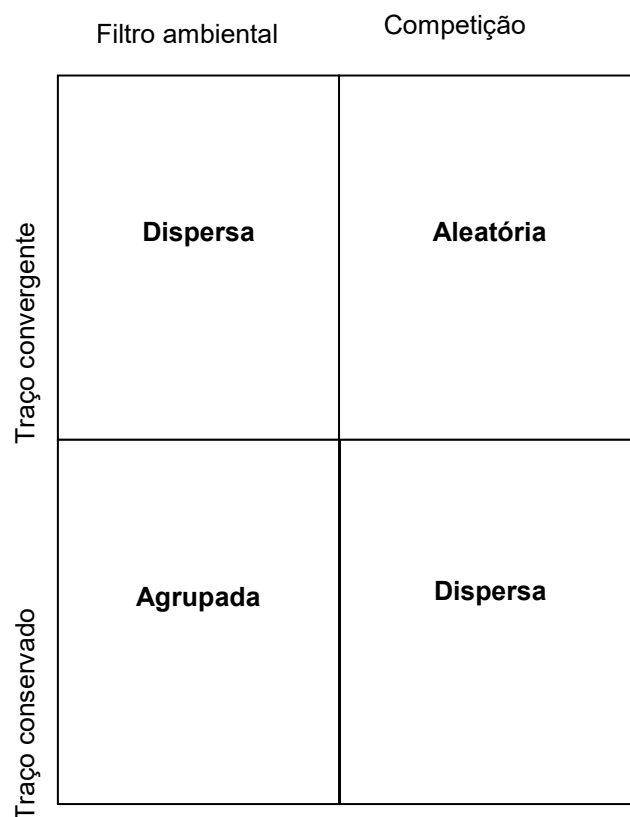 Filtro ambiental
Competição
Traço convergente
Dispersa
Aleatória
Traço conservado
Agrupada
Dispersa